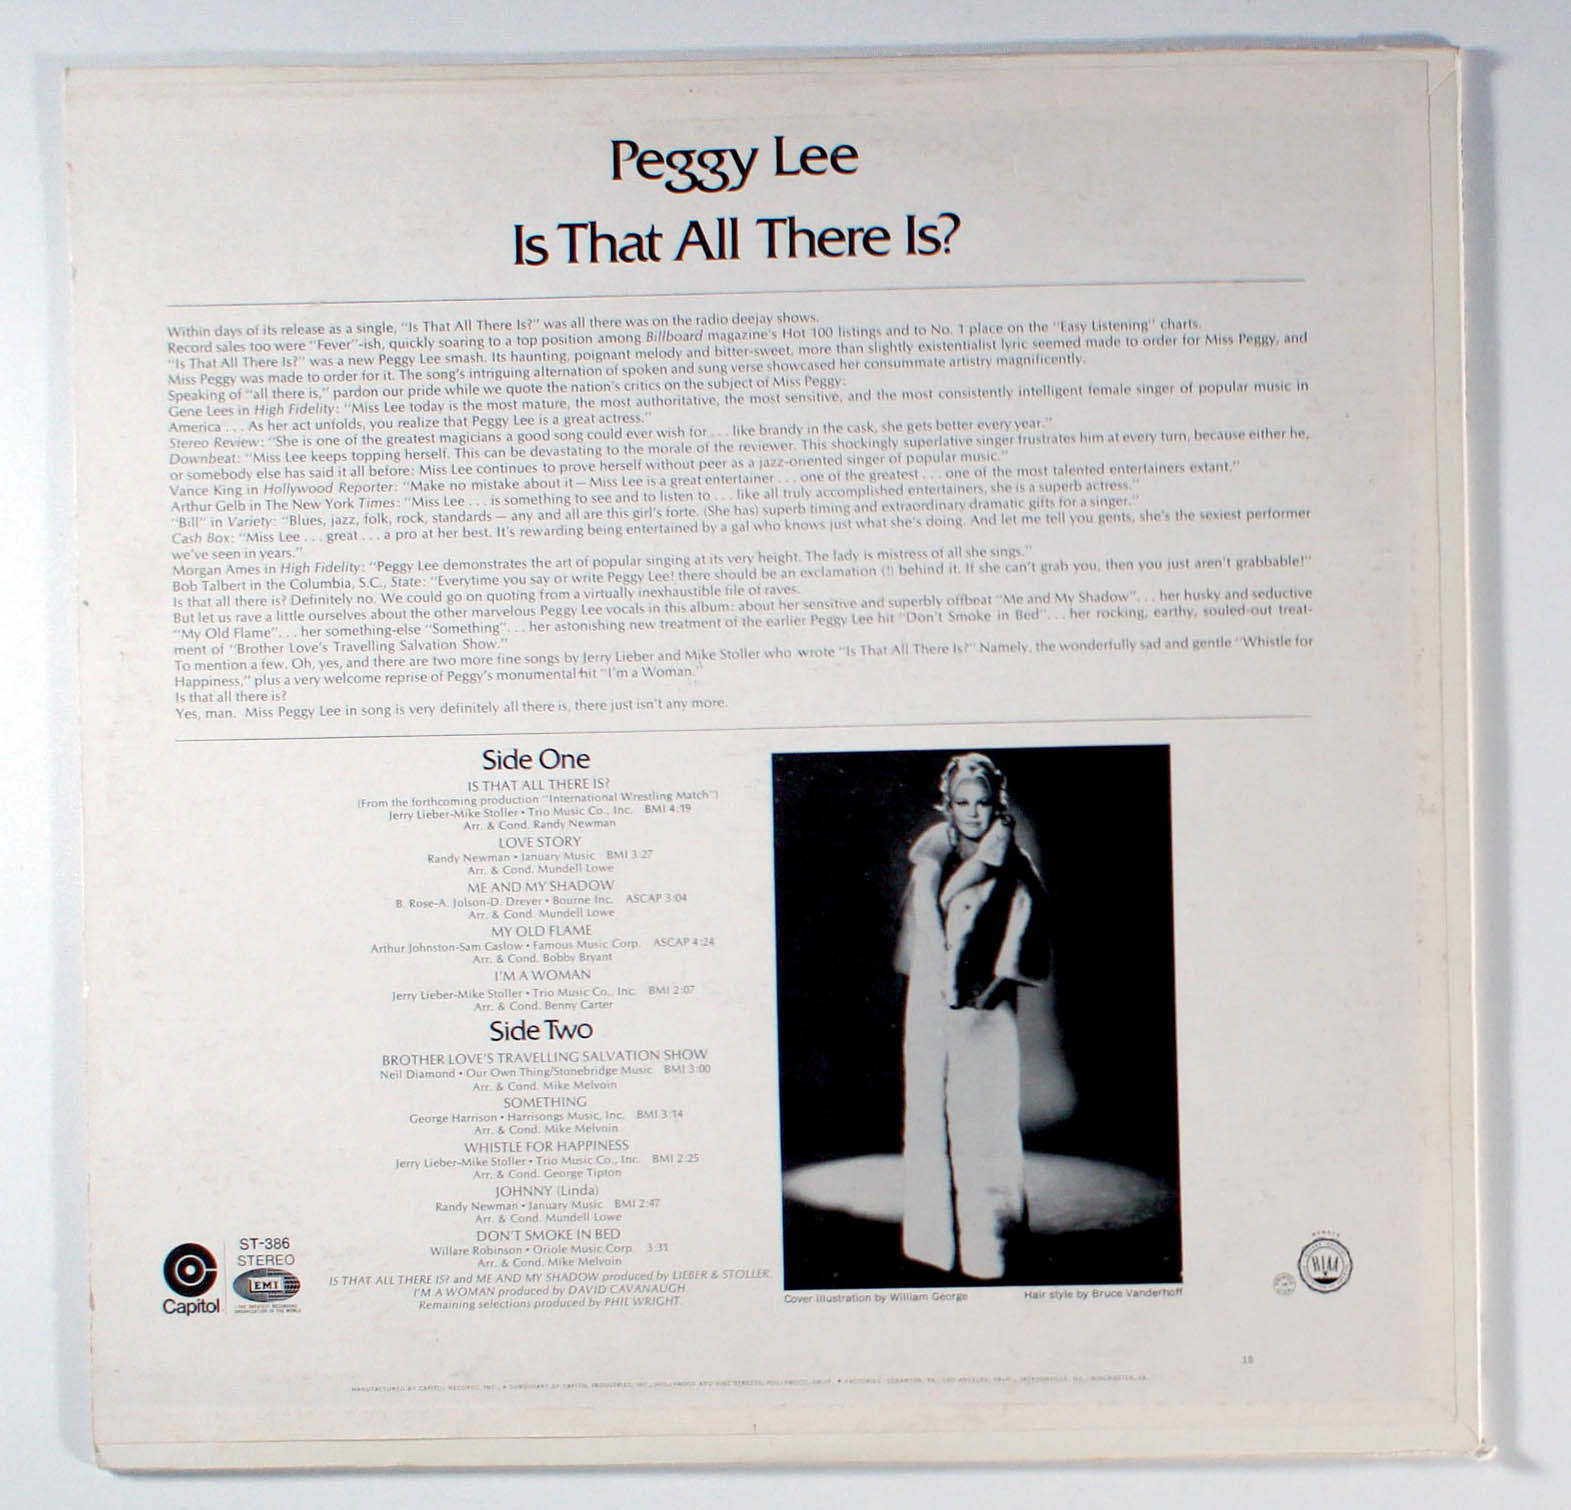 Peggy Lee
Is That All There Is?
Within days of its release as a single, "Is That All There Is?" was all there was on the radio deejay shows.
Record sales too were "Fever"-ish, quickly soaring to a top position among Billboard magazine's Hot 100 listings and to No. 1 place on the "Easy Listening" charts.
"Is That All There Is?" was a new Peggy Lee smash. Its haunting, poignant melody and bitter-sweet, more than slightly existentialist lyric seemed made to order for Miss Peggy, and
Miss Peggy was made to order for it. The song's intriguing alternation of spoken and sung verse showcased her consummate artistry magnificently.
Speaking of "all there is," pardon our pride while we quote the nation's critics on the subject of Miss Peggy:
Gene Lees in High Fidelity: "Miss Lee today is the most mature, the most authoritative, the most sensitive, and the most consistently intelligent female singer of popular music in
America . . . As her act unfolds, you realize that Peggy Lee is a great actress."
Stereo Review: "She is one of the greatest magicians a good song could ever wish for . . . like brandy in the cask, she gets better every year."
Downbeat: "Miss Lee keeps topping herself. This can be devastating to the morale of the reviewer. This shockingly superlative singer frustrates him at every turn, because either he,
or somebody else has said it all before: Miss Lee continues to prove herself without peer as a jazz-oriented singer of popular music."
Vance King in Hollywood Reporter: "Make no mistake about it — Miss Lee is a great entertainer . . . one of the greatest . . . one of the most talented entertainers extant."
Arthur Gelb in The New York Times: "Miss Lee . . . is something to see and to listen to . . . like all truly accomplished entertainers, she is a superb actress."
"Bill" in Variety: "Blues, jazz, folk, rock, standards — any and all are this girl's forte. (She has) superb timing and extraordinary dramatic gifts for a singer."
Cash Box: "Miss Lee . . . great . . . a pro at her best. It's rewarding being entertained by a gal who knows just what she's doing. And let me tell you gents, she's the sexiest performer
we've seen in years."
Morgan Ames in High Fidelity: "Peggy Lee demonstrates the art of popular singing at its very height. The lady is mistress of all she sings."
Bob Talbert in the Columbia, S.C., State: "Everytime you say or write Peggy Lee! there should be an exclamation (!) behind it. If she can't grab you, then you just aren't grabbable!"
Is that all there is? Definitely no. We could go on quoting from a virtually inexhaustible file of raves.
But let us rave a little ourselves about the other marvelous Peggy Lee vocals in this album: about her sensitive and superbly offbeat "Me and My Shadow". . . her husky and seductive
"My Old Flame". . . her something-else "Something". . . her astonishing new treatment of the earlier Peggy Lee hit "Don't Smoke in Bed". . . her rocking, earthy, souled-out treat-
ment of "Brother Love's Travelling Salvation Show."
To mention a few. Oh, yes, and there are two more fine songs by Jerry Lieber and Mike Stoller who wrote "Is That All There Is?" Namely, the wonderfully sad and gentle "Whistle for
Happiness," plus a very welcome reprise of Peggy's monumental hit "I'm a Woman."
Is that all there is?
Yes, man. Miss Peggy Lee in song is very definitely all there is, there just isn't any more.
Side One
IS THAT ALL THERE IS?
(From the forthcoming production "International Wrestling Match")
Jerry Lieber-Mike Stoller • Trio Music Co., Inc. BMI 4:19
Arr. & Cond. Randy Newman
LOVE STORY
Randy Newman • January Music BMI 3:27
Arr. & Cond. Mundell Lowe
ME AND MY SHADOW
B. Rose-A. Jolson-D. Dreyer • Bourne Inc. ASCAP 3:04
Arr. & Cond. Mundell Lowe
MY OLD FLAME
Arthur Johnston-Sam Caslow • Famous Music Corp. ASCAP 4:24
Arr. & Cond. Bobby Bryant
I'M A WOMAN
Jerry Lieber-Mike Stoller • Trio Music Co., Inc. BMI 2:07
Arr. & Cond. Benny Carter
Side Two
BROTHER LOVE'S TRAVELLING SALVATION SHOW
Neil Diamond • Our Own Thing/Stonebridge Music BMI 3:00
Arr. & Cond. Mike Melvoin
SOMETHING
George Harrison • Harrisongs Music, Inc. BMI 3:14
Arr. & Cond. Mike Melvoin
WHISTLE FOR HAPPINESS
Jerry Lieber-Mike Stoller • Trio Music Co., Inc. BMI 2:25
Arr. & Cond. George Tipton
JOHNNY (Linda)
Randy Newman • January Music BMI 2:47
Arr. & Cond. Mundell Lowe
DON'T SMOKE IN BED
Willare Robinson • Oriole Music Corp. 3:31
Arr. & Cond. Mike Melvoin
IS THAT ALL THERE IS? and ME AND MY SHADOW produced by LIEBER & STOLLER.
I'M A WOMAN produced by DAVID CAVANAUGH
Remaining selections produced by PHIL WRIGHT
Capitol
ST-386
STEREO
EMI
THE GREATEST RECORDING
ORGANISATION IN THE WORLD
Cover illustration by William George
Hair style by Bruce Vanderhoff
MEMBER
RIAA
10
MANUFACTURED BY CAPITOL RECORDS, INC., A SUBSIDIARY OF CAPITOL INDUSTRIES, INC., HOLLYWOOD AND VINE STREETS, HOLLYWOOD, CALIF. • FACTORIES: SCRANTON, PA., LOS ANGELES, CALIF., JACKSONVILLE, ILL., WINCHESTER, VA.